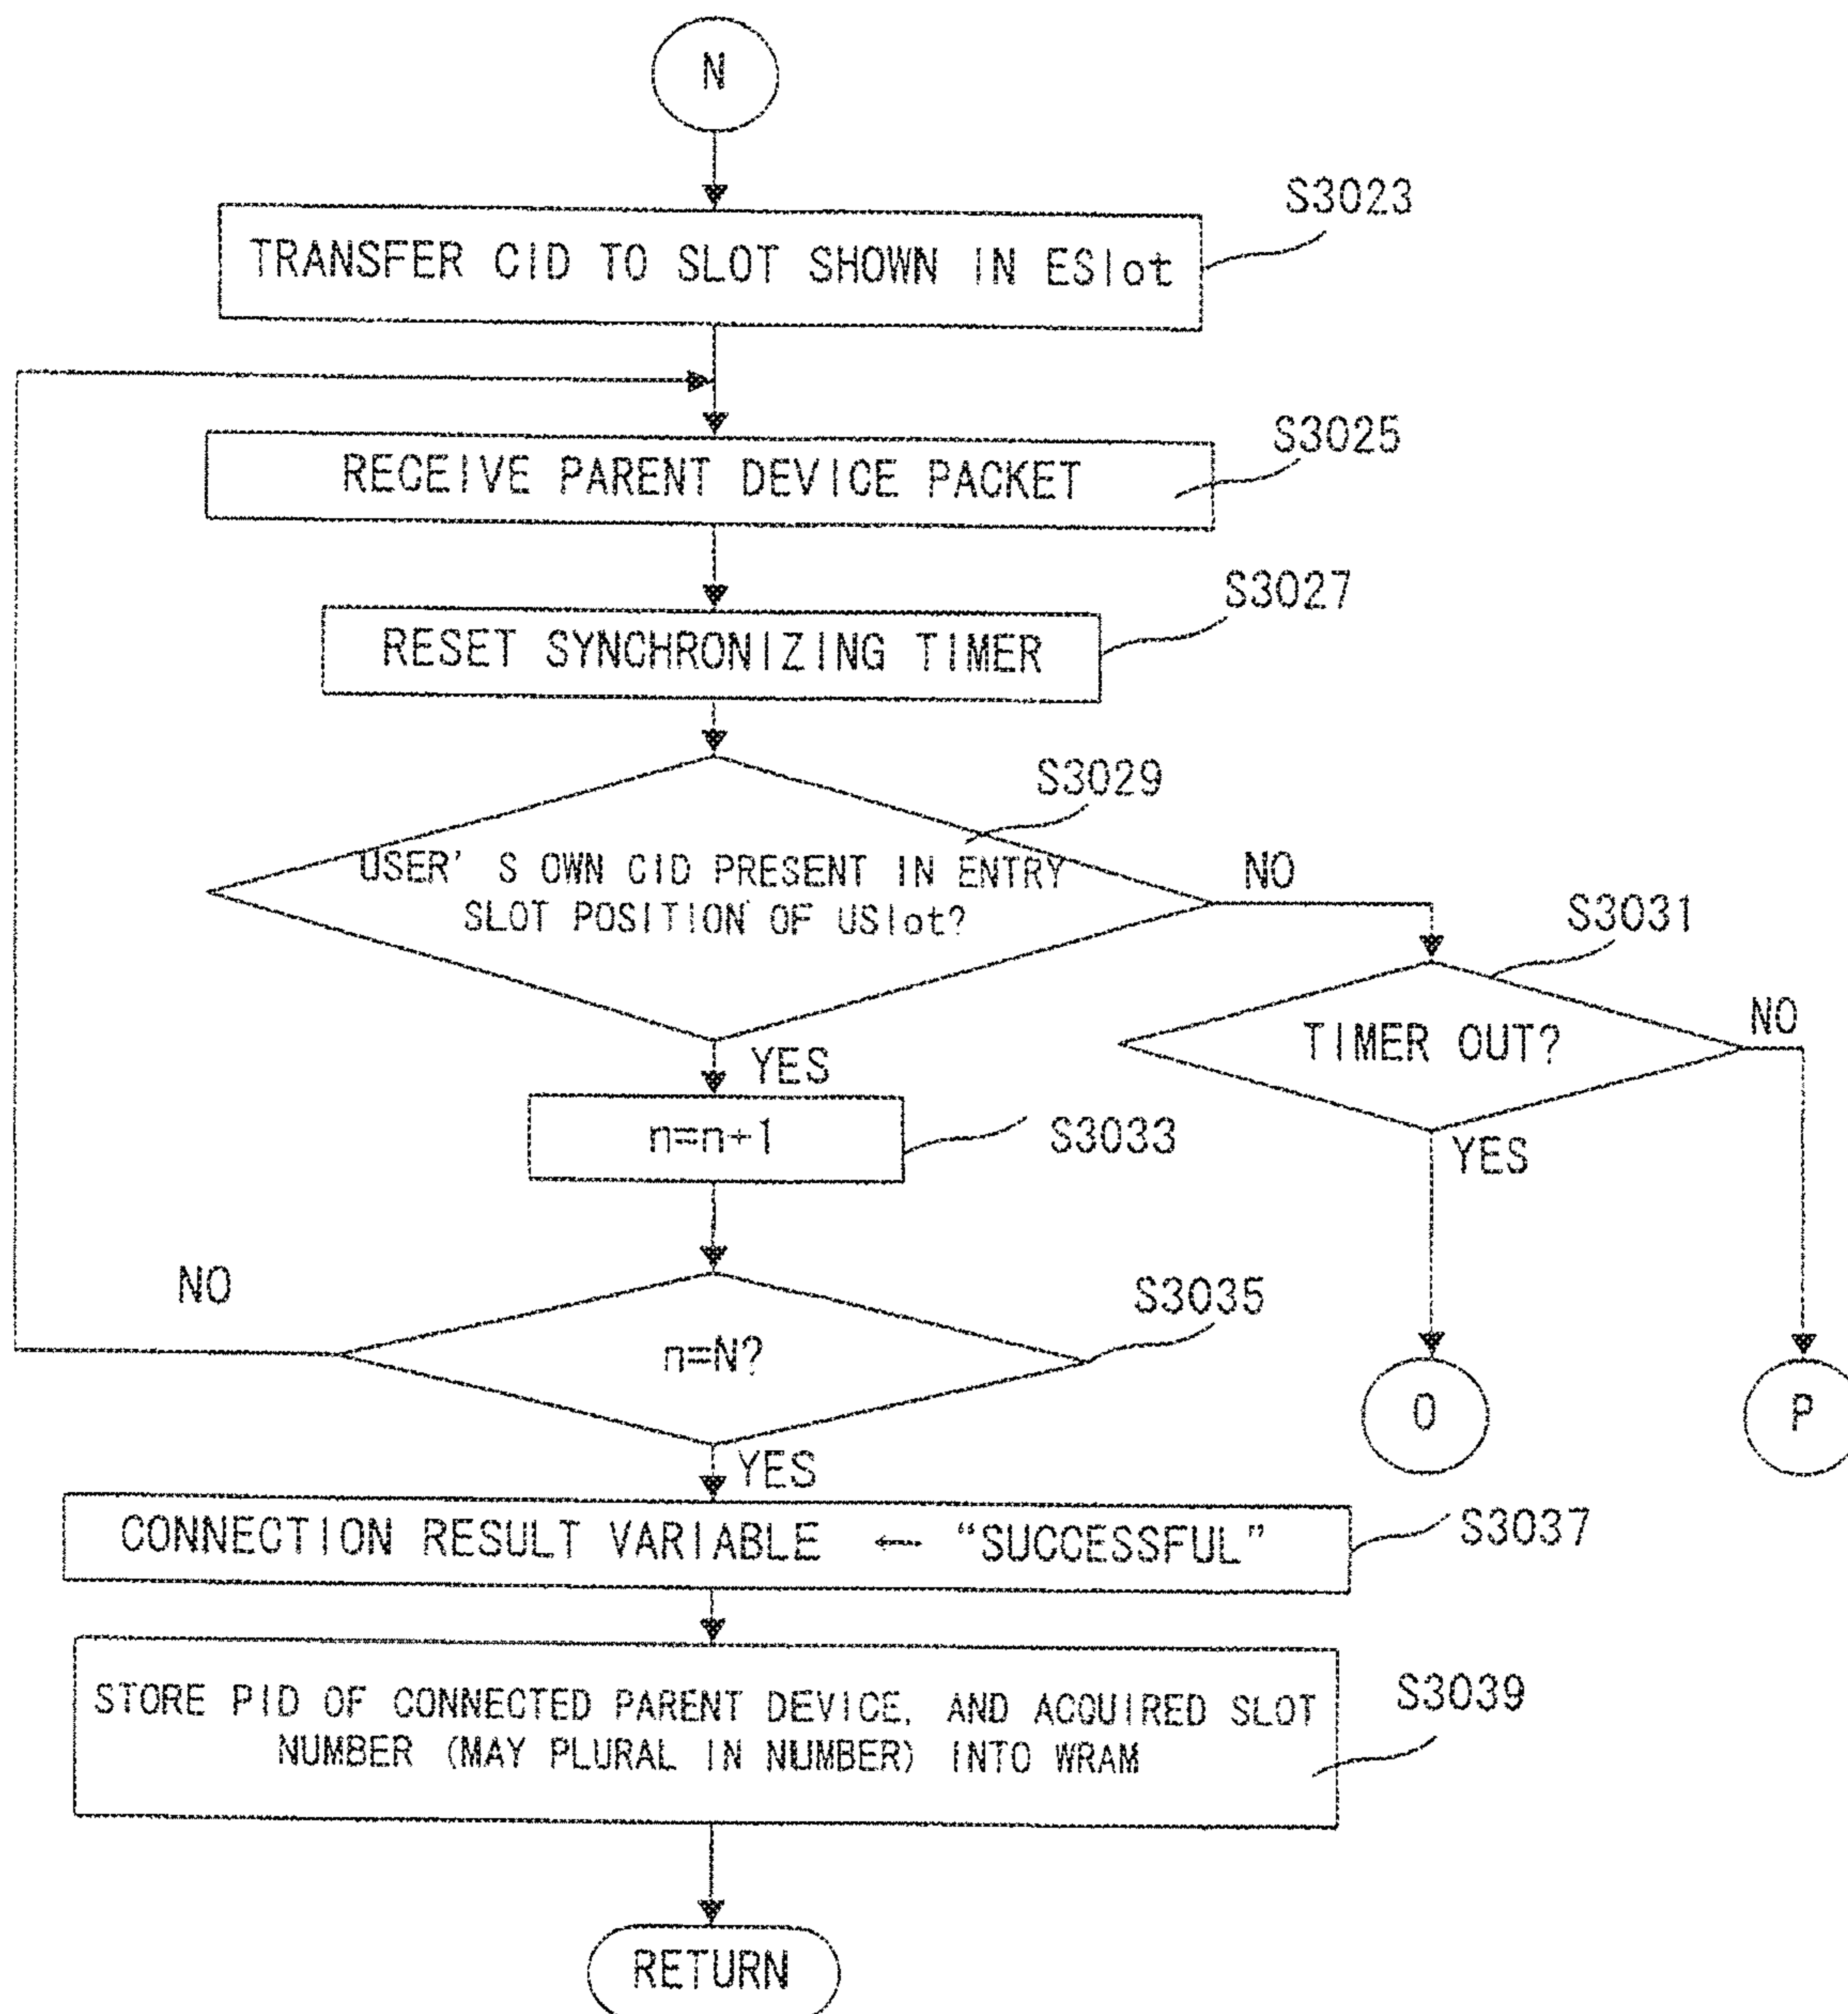 N
S3023
TRANSFER CID TO SLOT SHOWN IN ESlot
S3025
RECEIVE PARENT DEVICE PACKET
S3027
RESET SYNCHRONIZING TIMER
S3029
USER'S OWN CID PRESENT IN ENTRY
SLOT POSITION OF USlot?
NO
S3031
TIMER OUT?
NO
YES
n=n+1
S3033
YES
NO
S3035
n=N?
O
P
YES
CONNECTION RESULT VARIABLE ← “SUCCESSFUL”
S3037
STORE PID OF CONNECTED PARENT DEVICE, AND ACQUIRED SLOT
NUMBER (MAY PLURAL IN NUMBER) INTO WRAM
S3039
RETURN